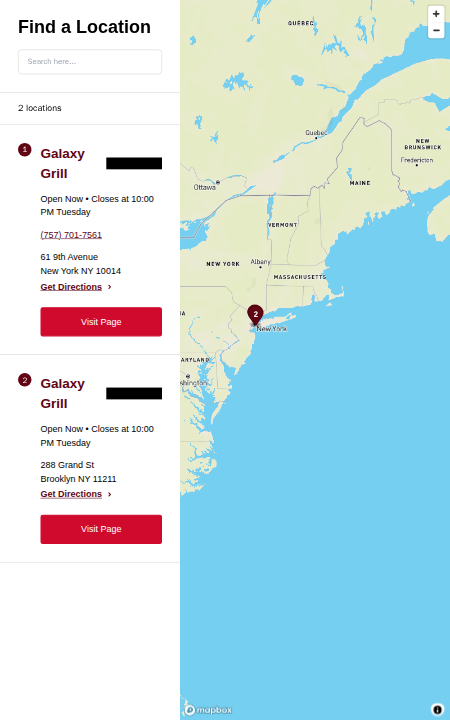 Find a Location
Search here...
2 locations
1
Galaxy
Grill
Open Now • Closes at 10:00
PM Tuesday
(757) 701-7561
61 9th Avenue
New York NY 10014
Get Directions ›
Visit Page
2
Galaxy
Grill
Open Now • Closes at 10:00
PM Tuesday
288 Grand St
Brooklyn NY 11211
Get Directions ›
Visit Page
QUEBEC
+
−
Quebec
NEW
BRUNSWICK
Fredericton
Ottawa
MAINE
VERMONT
NEW YORK
Albany
MASSACHUSETTS
IA
2
New York
ARYLAND
shington
mapbox
i